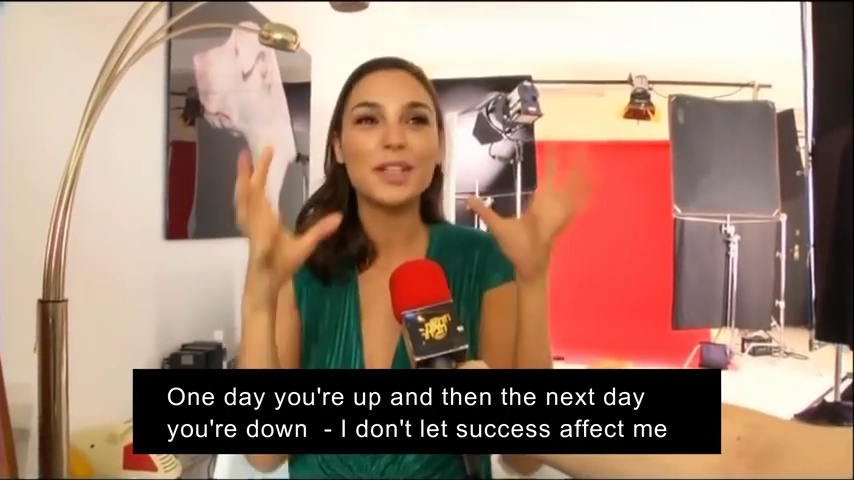 One day you're up and then the next day
you're down  - I don't let success affect me